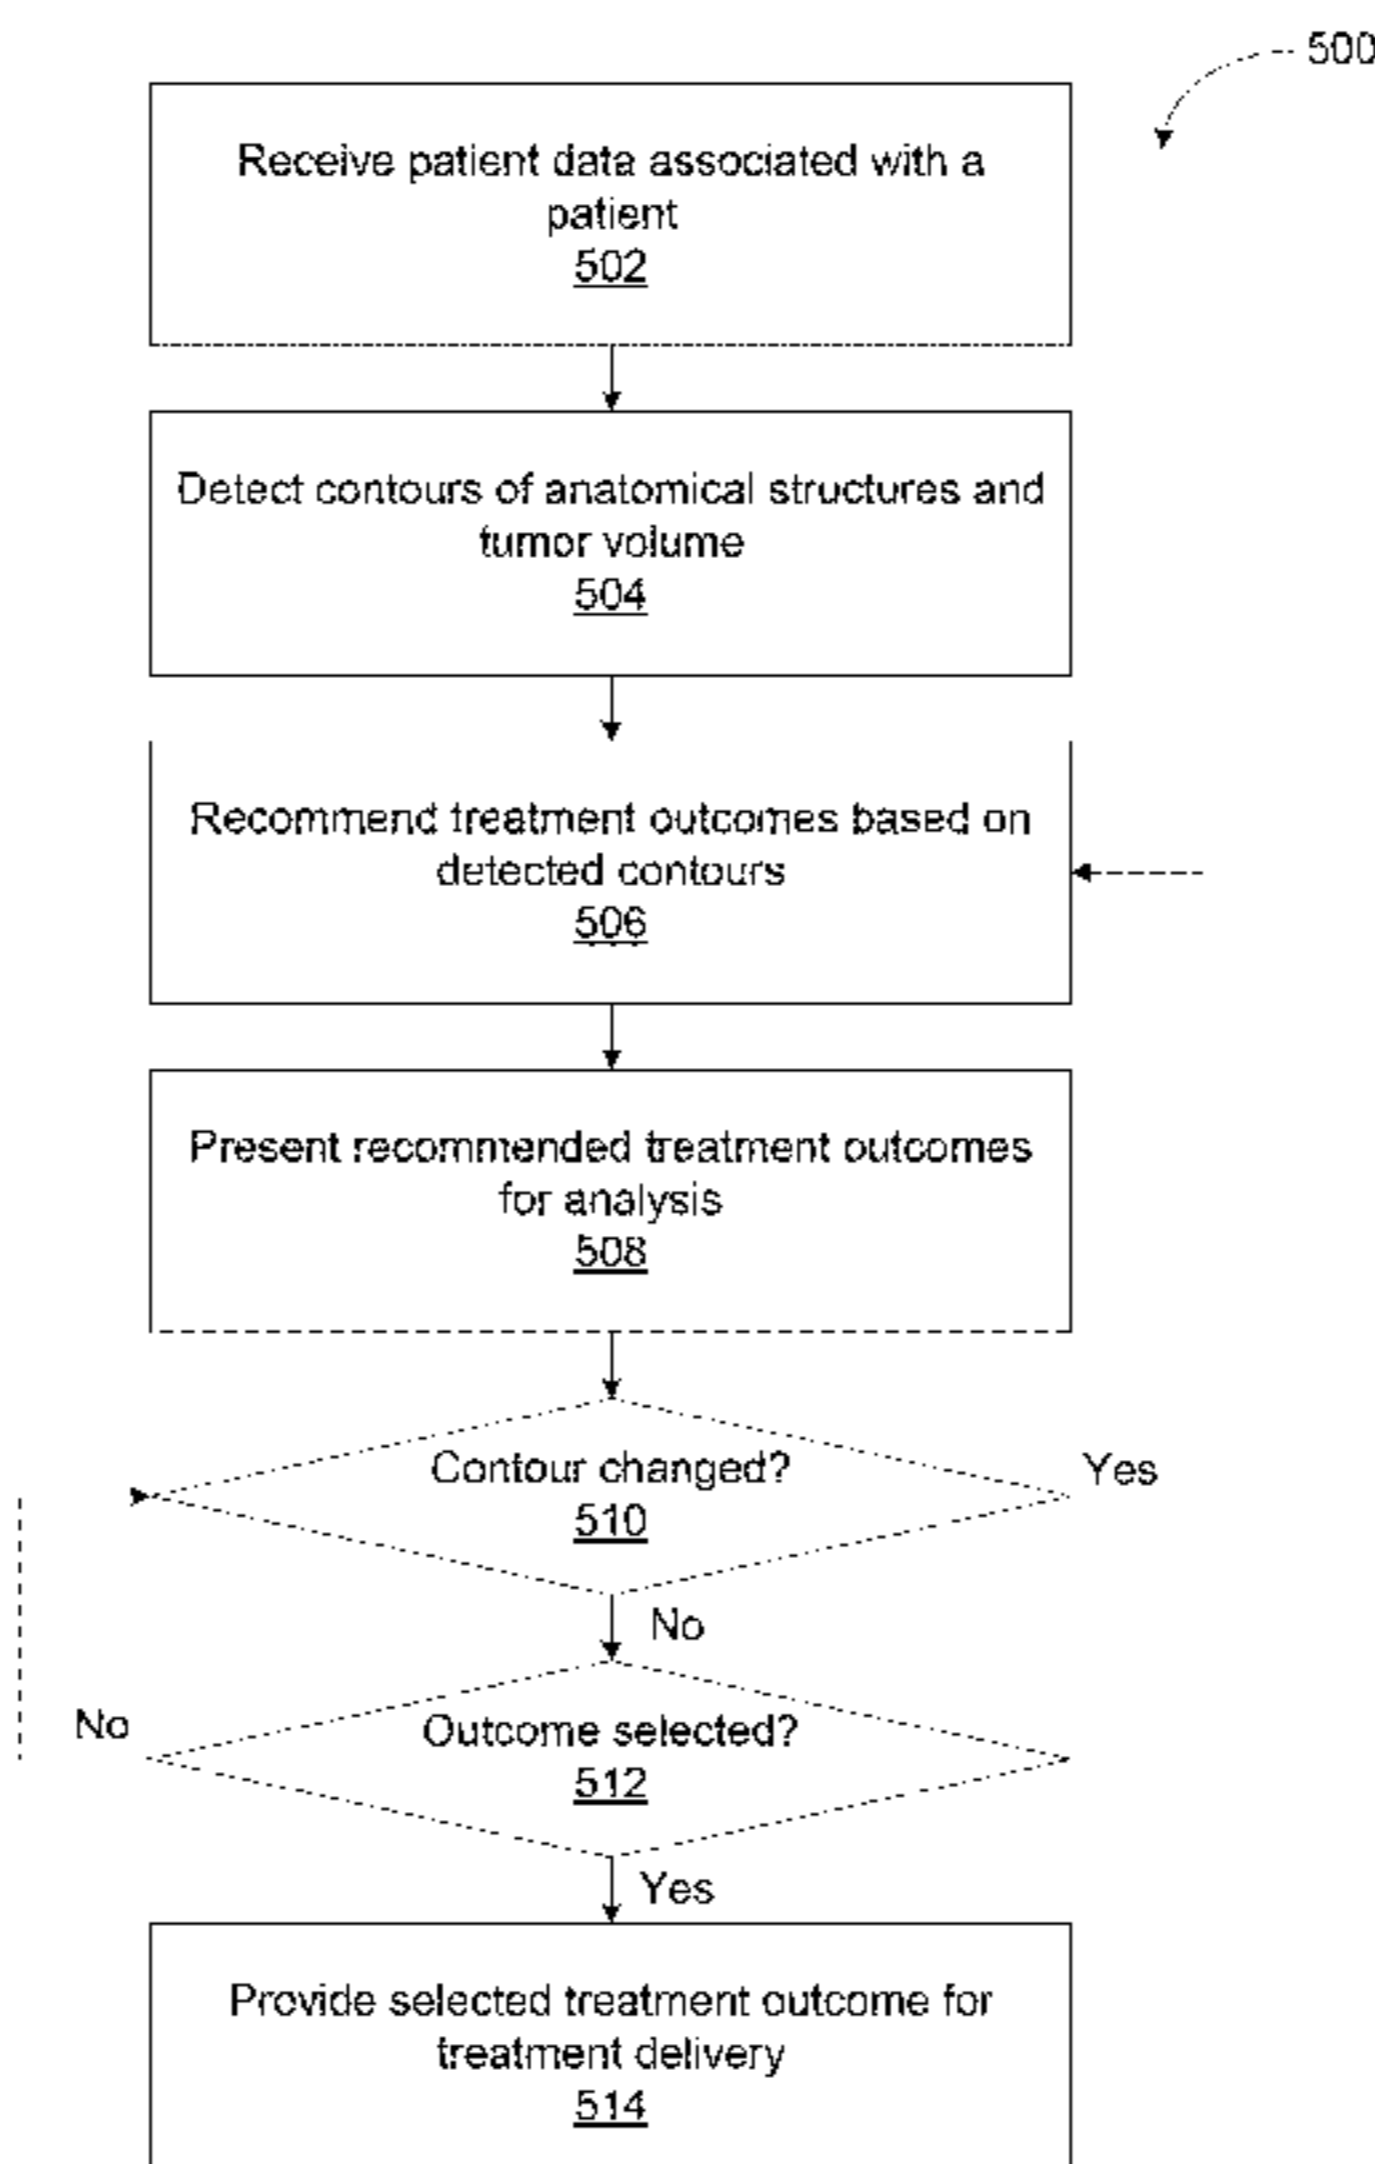 500
Receive patient data associated with a
patient
502
Detect contours of anatomical structures and
tumor volume
504
Recommend treatment outcomes based on
detected contours
506
Present recommended treatment outcomes
for analysis
508
Contour changed?
510
Yes
No
Outcome selected?
512
No
Yes
Provide selected treatment outcome for
treatment delivery
514